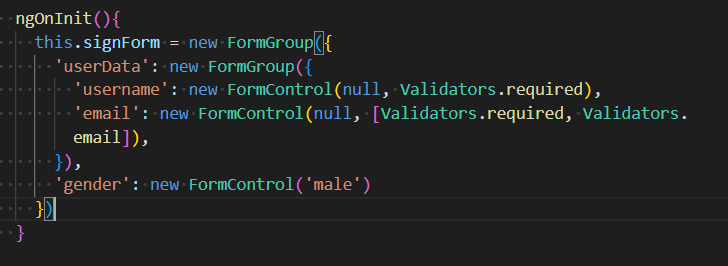 ngOnInit(){
this.signForm = new FormGroup({
'userData': new FormGroup({
'username': new FormControl(null, Validators.required),
'email': new FormControl(null, [Validators.required, Validators.
email]),
}),
'gender': new FormControl('male')
})
}